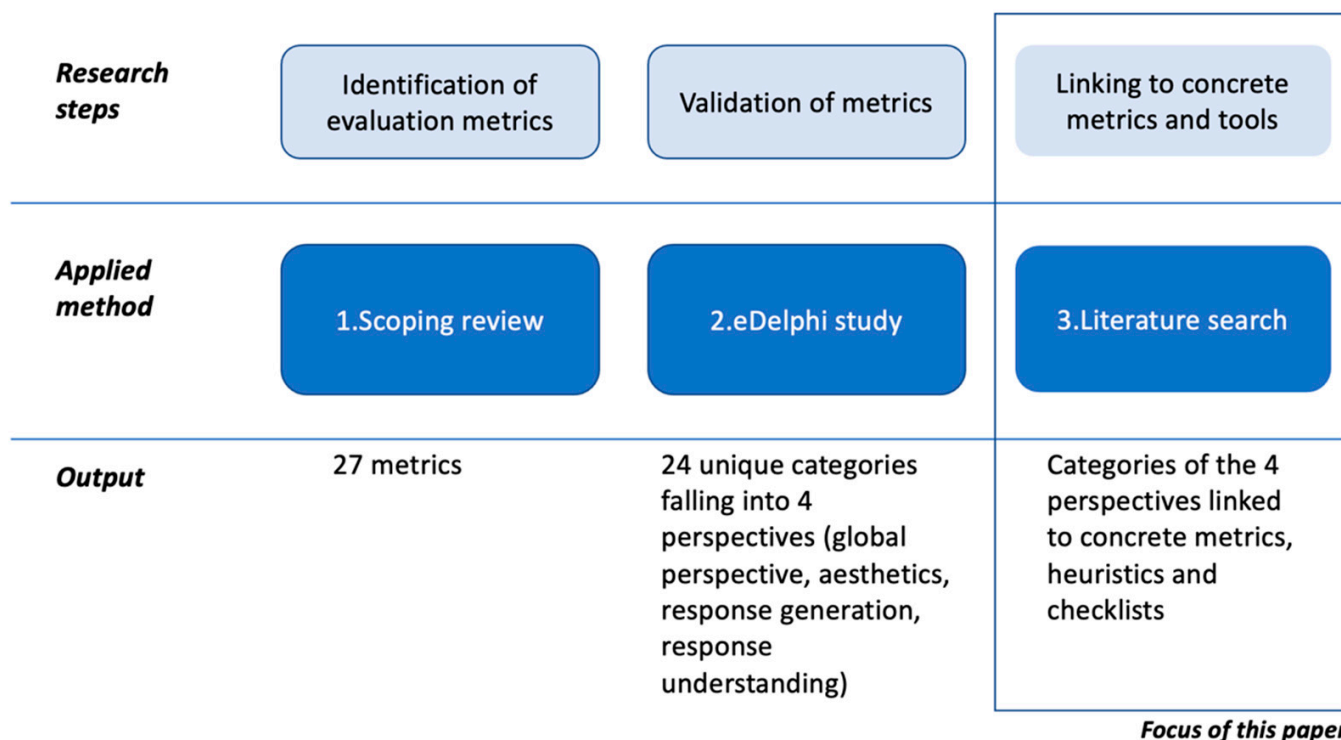 Research
steps
Identification of
evaluation metrics
Validation of metrics
Linking to concrete
metrics and tools
Applied
method
1.Scoping review
2.eDelphi study
3.Literature search
Output
27 metrics
24 unique categories
falling into 4
perspectives (global
perspective, aesthetics,
response generation,
response
understanding)
Categories of the 4
perspectives linked
to concrete metrics,
heuristics and
checklists
Focus of this paper